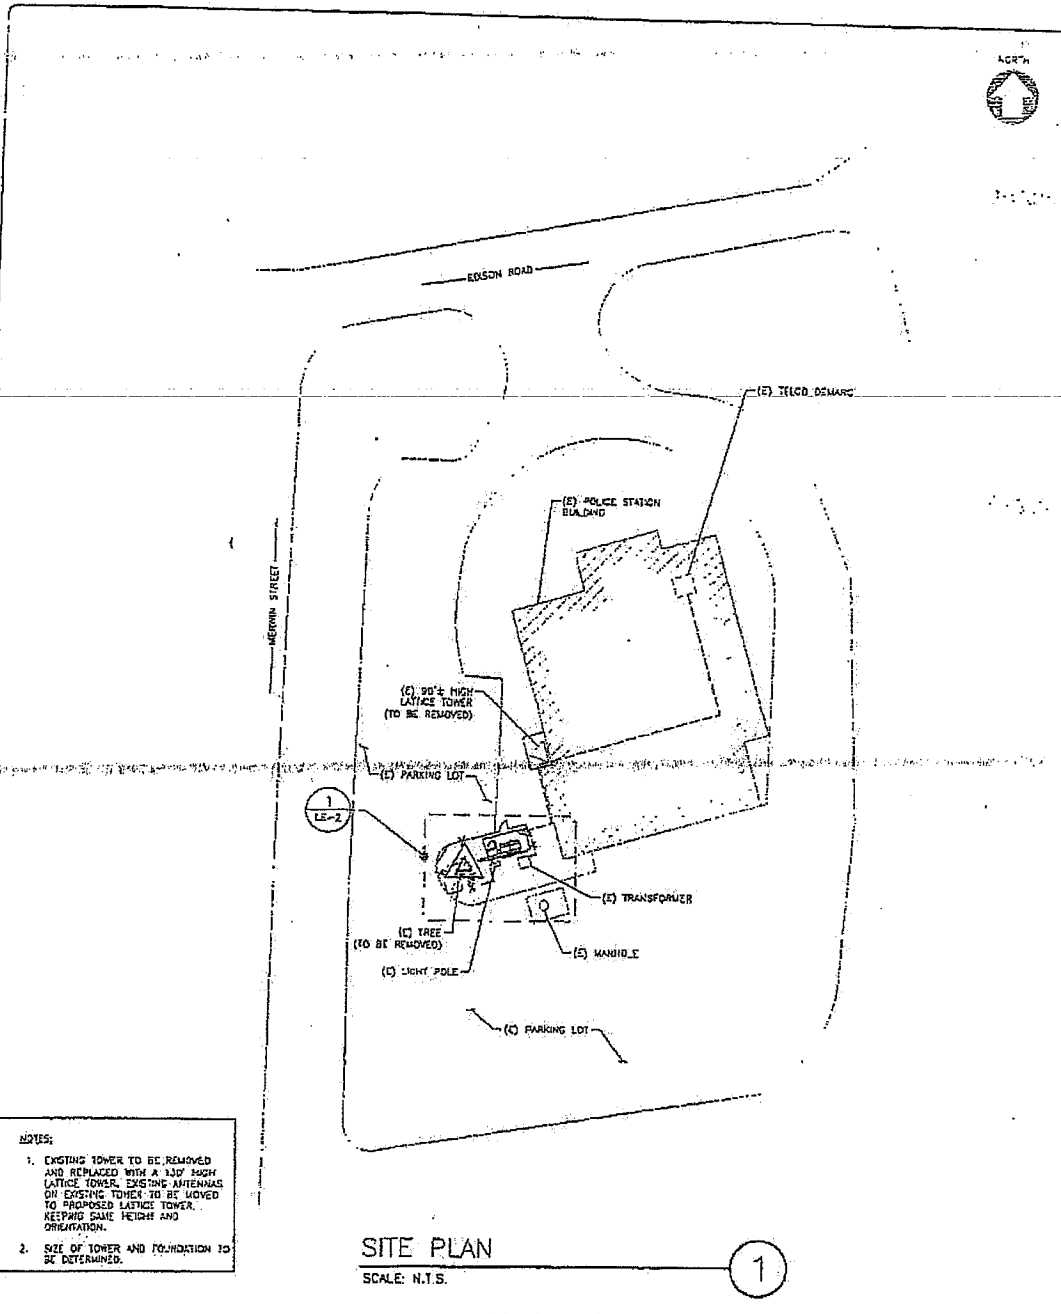 NORTH
EDISON ROAD
(E) TELCO DEMARC
(E) POLICE STATION
BUILDING
MERWIN STREET
(E) 90'± HIGH
LATTICE TOWER
(TO BE REMOVED)
(E) PARKING LOT
1
LE-2
(E) TRANSFORMER
(E) TREE
(TO BE REMOVED)
(E) MANHOLE
(E) LIGHT POLE
(E) PARKING LOT
NOTES:
1. EXISTING TOWER TO BE REMOVED
AND REPLACED WITH A 130' HIGH
LATTICE TOWER. EXISTING ANTENNAS
ON EXISTING TOWER TO BE MOVED
TO PROPOSED LATTICE TOWER,
KEEPING SAME HEIGHT AND
ORIENTATION.
2. SIZE OF TOWER AND FOUNDATION TO
BE DETERMINED.
SITE PLAN
SCALE: N.T.S.
1